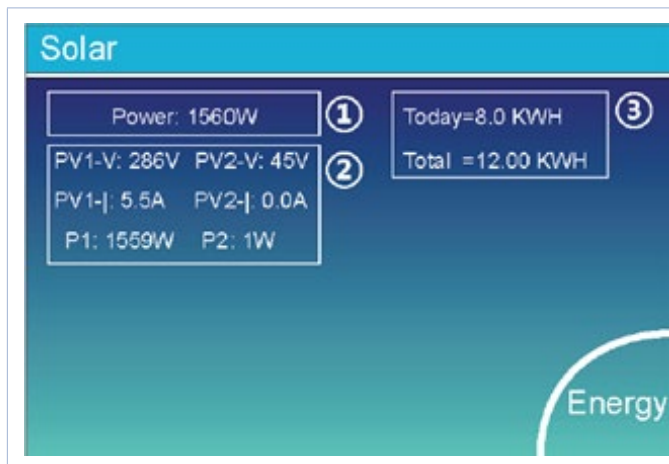 Solar
Power: 1560W
①
PV1-V: 286V PV2-V: 45V
②
PV1-|: 5.5A PV2-|: 0.0A
P1: 1559W P2: 1W
Today=8.0 KWH
③
Total =12.00 KWH
Energy